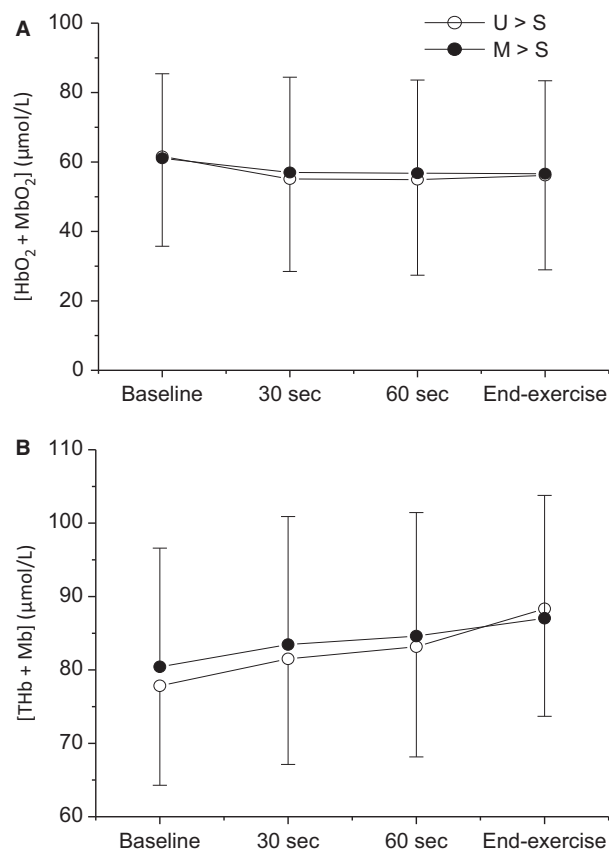 A
U > S
M > S
[HbO₂ + MbO₂] (μmol/L)
100
80
60
40
20
0
Baseline 30 sec 60 sec End-exercise
B
[THb + Mb] (μmol/L)
110
100
90
80
70
60
Baseline 30 sec 60 sec End-exercise